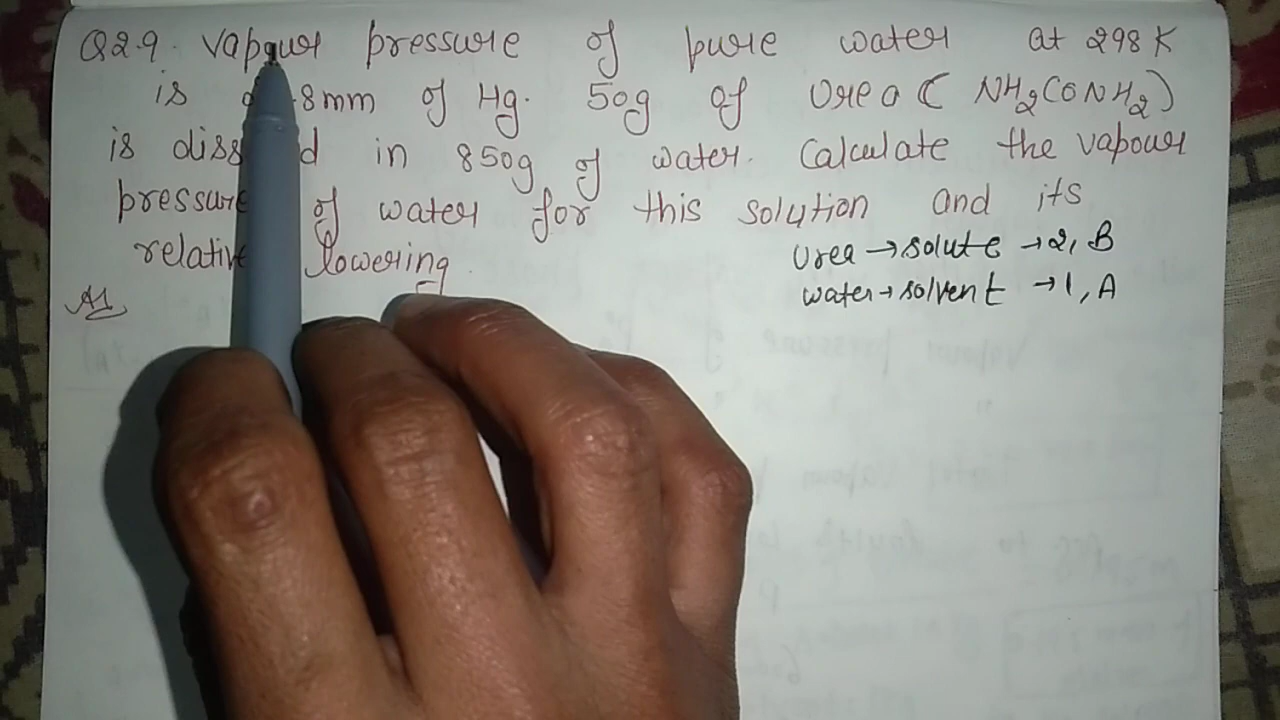 Q2.9. Vapour pressure of pure water at 298 K
is 8mm of Hg. 50g of Urea ( NH2CONH2)
is in 850g of water. Calculate the vapour
pressure of water for this solution and its
relative lowering.
Urea → solute → 2, B
water → solvent → 1, A